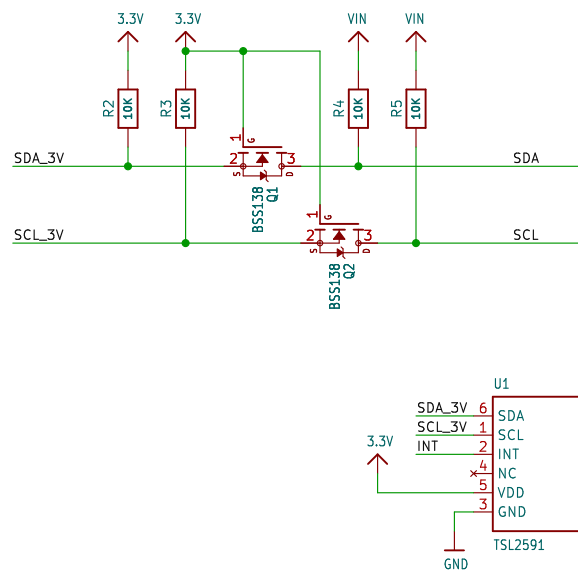 3.3V 3.3V VIN VIN
R2 10K R3 10K R4 10K R5 10K
1 G
SDA_3V 2 3 SDA
S D
BSS138 Q1
1 G
SCL_3V 2 3 SCL
S D
BSS138 Q2
U1
SDA_3V 6 SDA
SCL_3V 1 SCL
INT 2 INT
3.3V
4 NC
5 VDD
3 GND
TSL2591
GND